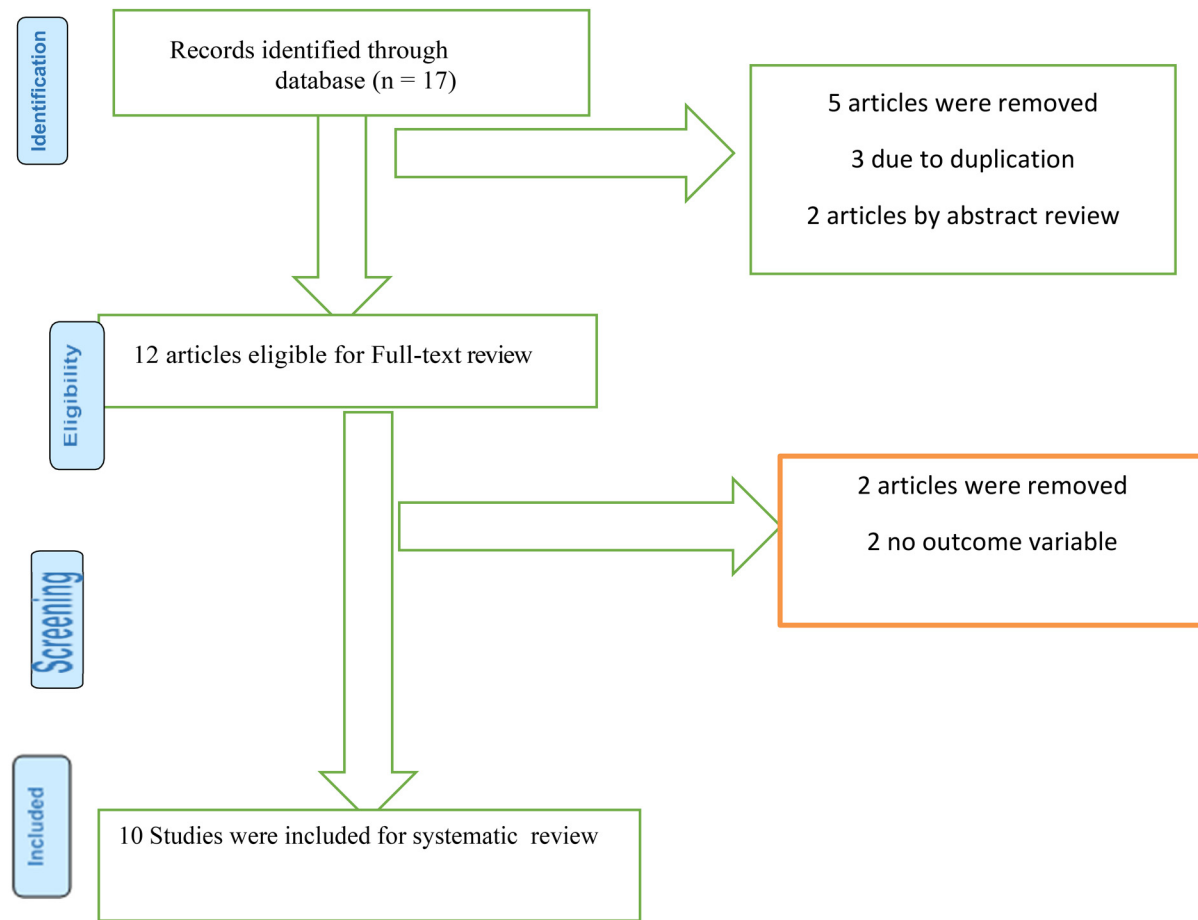 Identification
Records identified through
database (n = 17)
5 articles were removed
3 due to duplication
2 articles by abstract review
Eligibility
12 articles eligible for Full-text review
2 articles were removed
2 no outcome variable
Screening
Included
10 Studies were included for systematic review